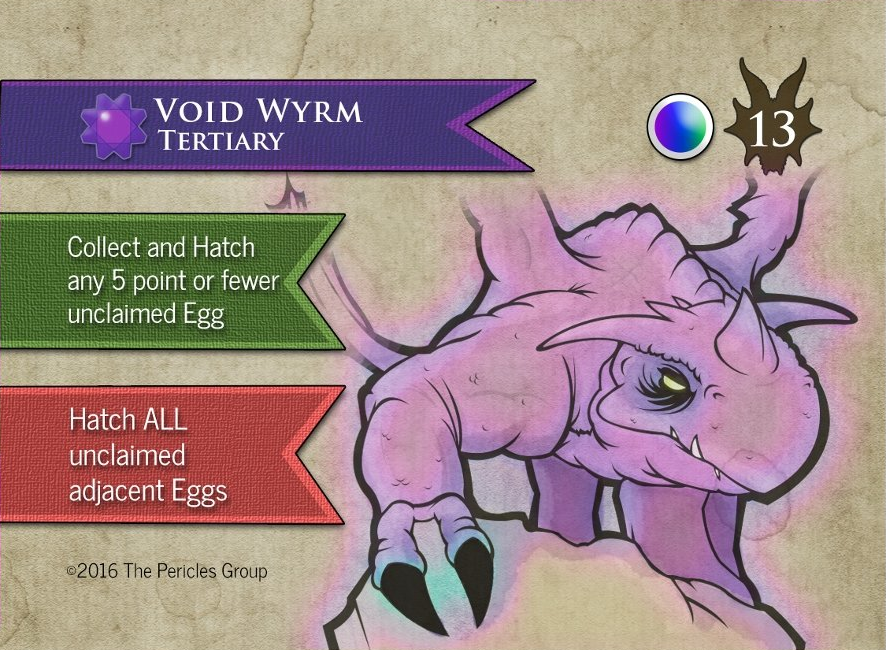 Void Wyrm
Tertiary
13
Collect and Hatch
any 5 point or fewer
unclaimed Egg
Hatch ALL
unclaimed
adjacent Eggs
©2016 The Pericles Group